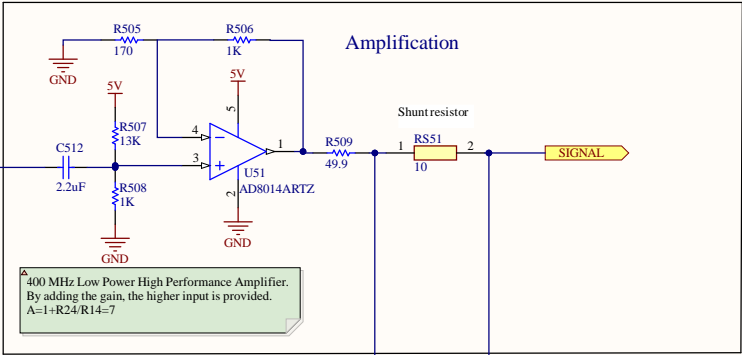 R505
170
R506
1K
Amplification
GND
5V
5V
R507
13K
5
4
1
3
2
U51
AD8014ARTZ
C512
2.2uF
R508
1K
GND
GND
R509
49.9
Shunt resistor
1
RS51
2
10
SIGNAL
400 MHz Low Power High Performance Amplifier.
By adding the gain, the higher input is provided.
A=1+R24/R14=7